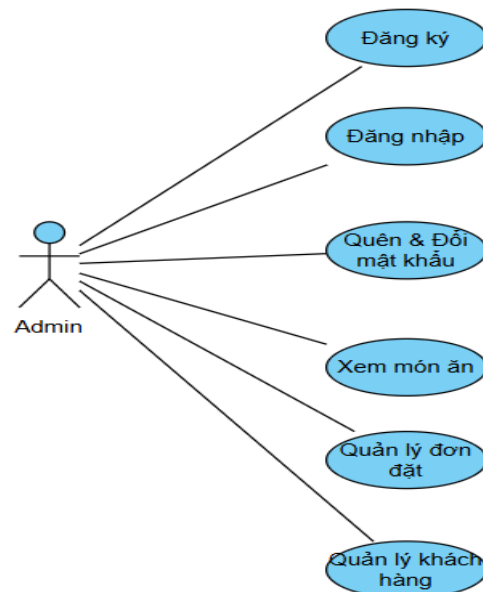 Đăng ký
Đăng nhập
Quên & Đổi
mật khẩu
Admin
Xem món ăn
Quản lý đơn
đặt
Quản lý khách
hàng